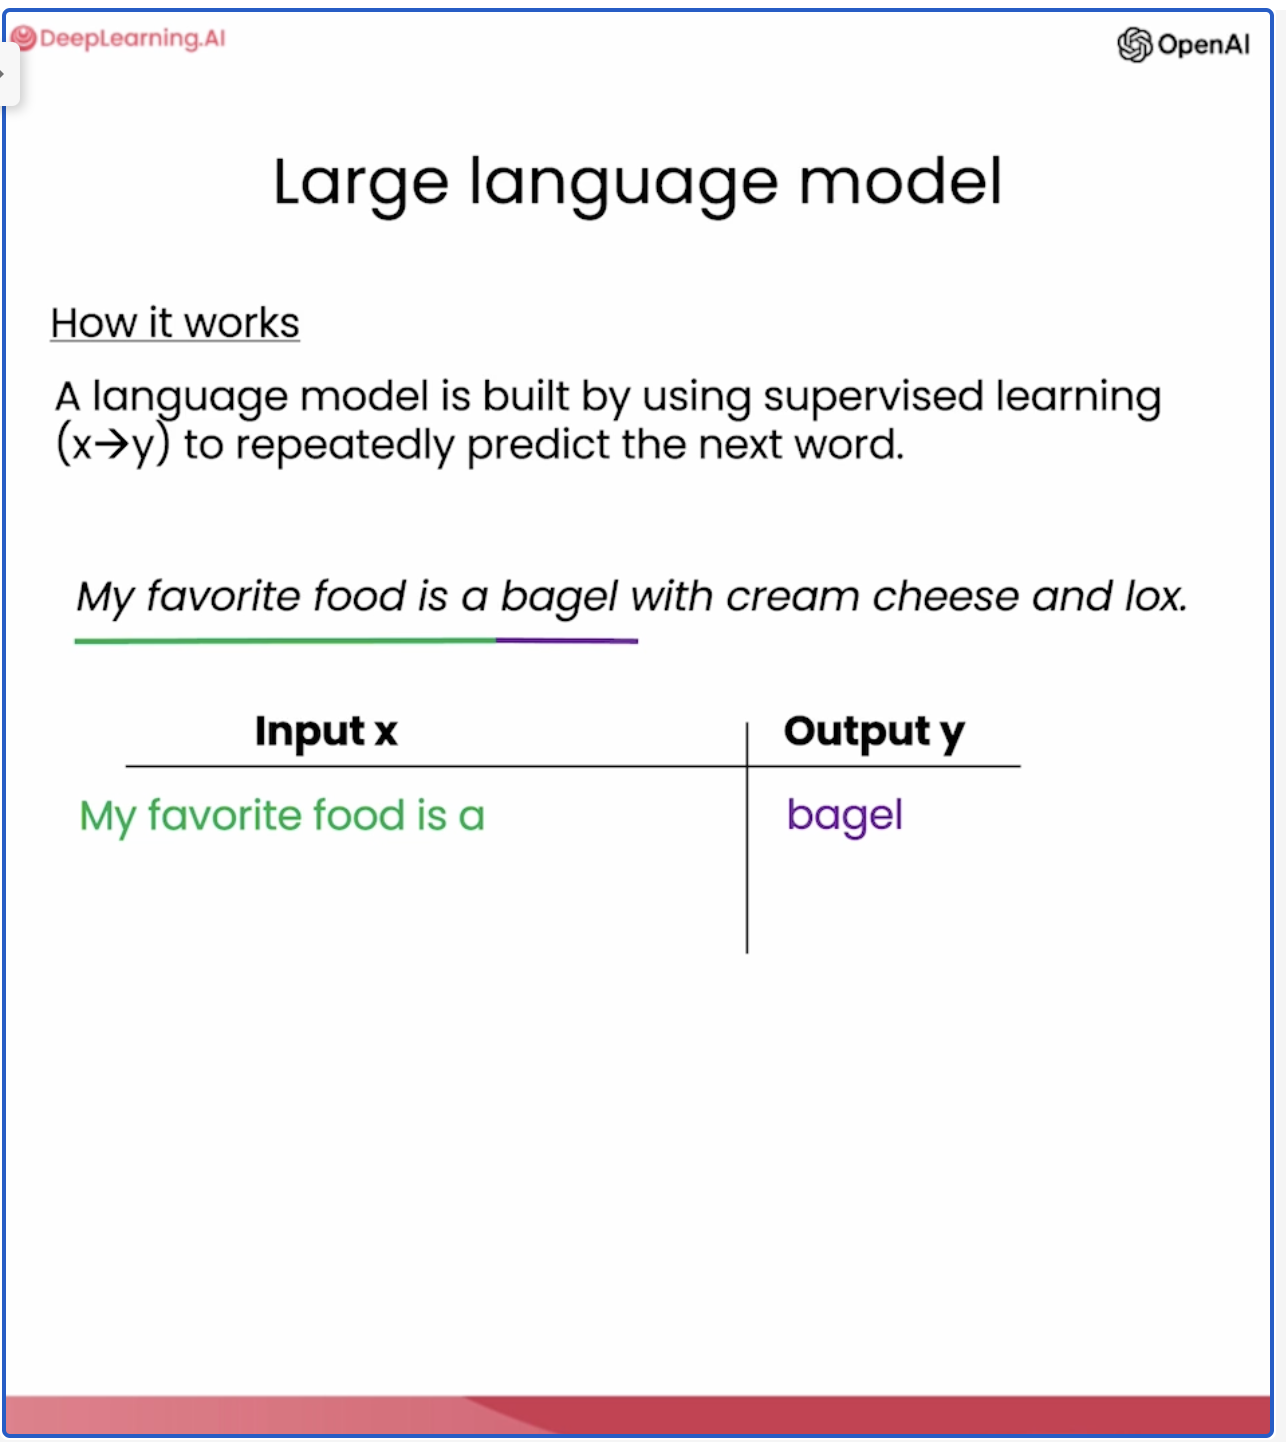 DeepLearning.AI
OpenAI
Large language model
How it works
A language model is built by using supervised learning
(x→y) to repeatedly predict the next word.
My favorite food is a bagel with cream cheese and lox.
Input x Output y
My favorite food is a bagel